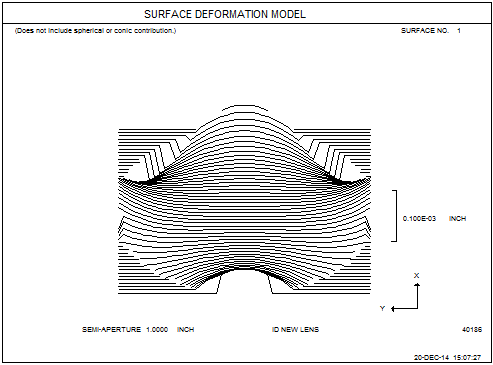 SURFACE DEFORMATION MODEL
(Does not include spherical or conic contribution.) SURFACE NO. 1
0.100E-03 INCH
X
Y
SEMI-APERTURE 1.0000 INCH ID NEW LENS 40186
20-DEC-14 15:07:27